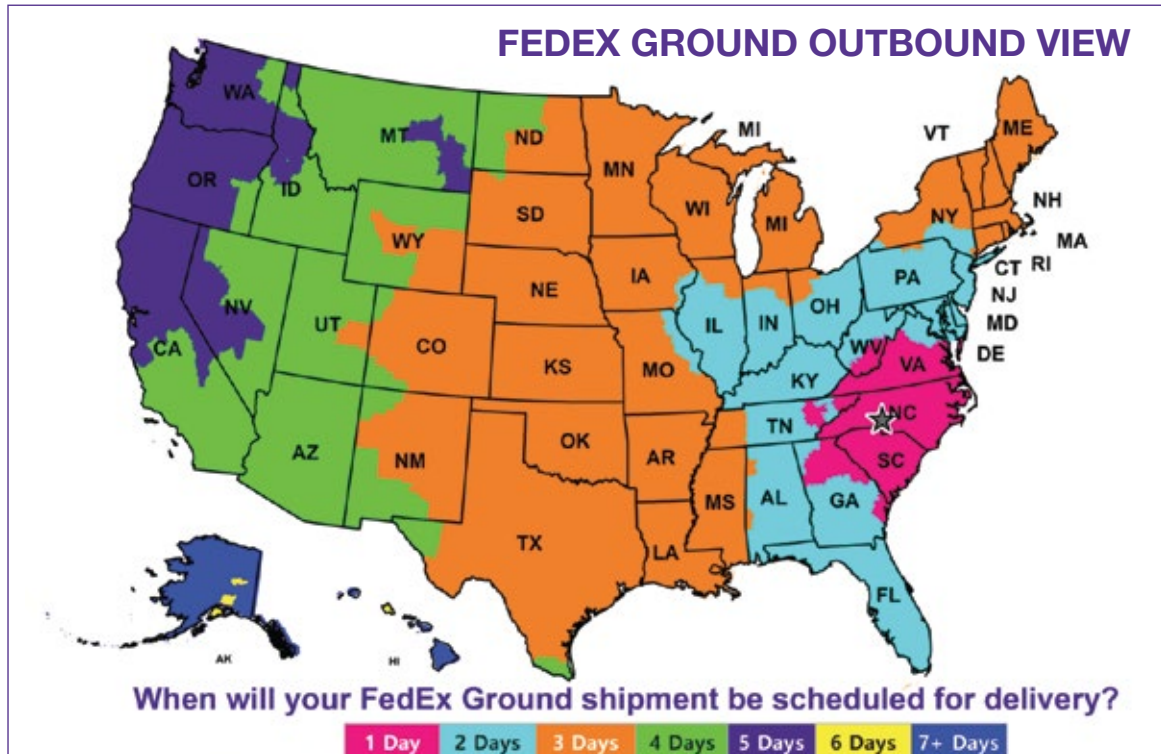 FEDEX GROUND OUTBOUND VIEW
WA
MT
ND
MN
MI
VT
ME
OR
ID
SD
WI
MI
NY
NH
MA
WY
IA
CT
RI
NE
PA
NJ
NV
UT
CO
IL
IN
OH
MD
CA
KS
MO
WV
VA
DE
KY
NC
AZ
NM
OK
AR
TN
SC
MS
AL
GA
TX
LA
FL
AK
HI
When will your FedEx Ground shipment be scheduled for delivery?
1 Day
2 Days
3 Days
4 Days
5 Days
6 Days
7+ Days